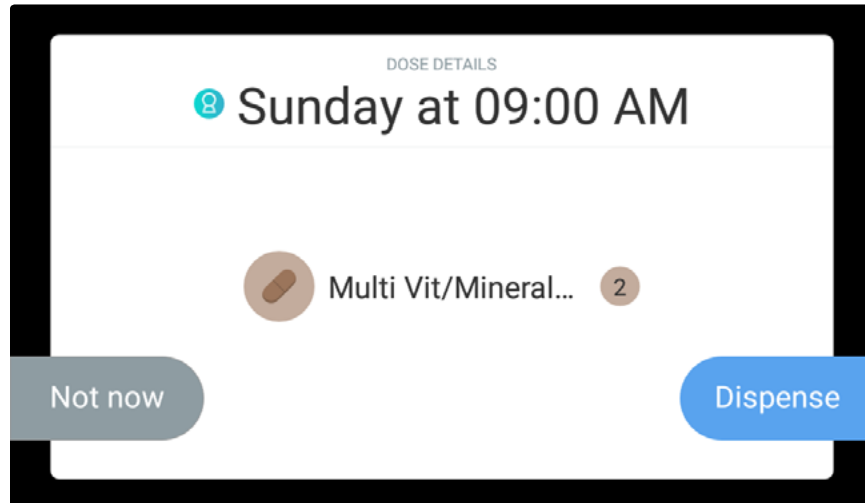 DOSE DETAILS
Sunday at 09:00 AM
Multi Vit/Mineral... 2
Not now
Dispense